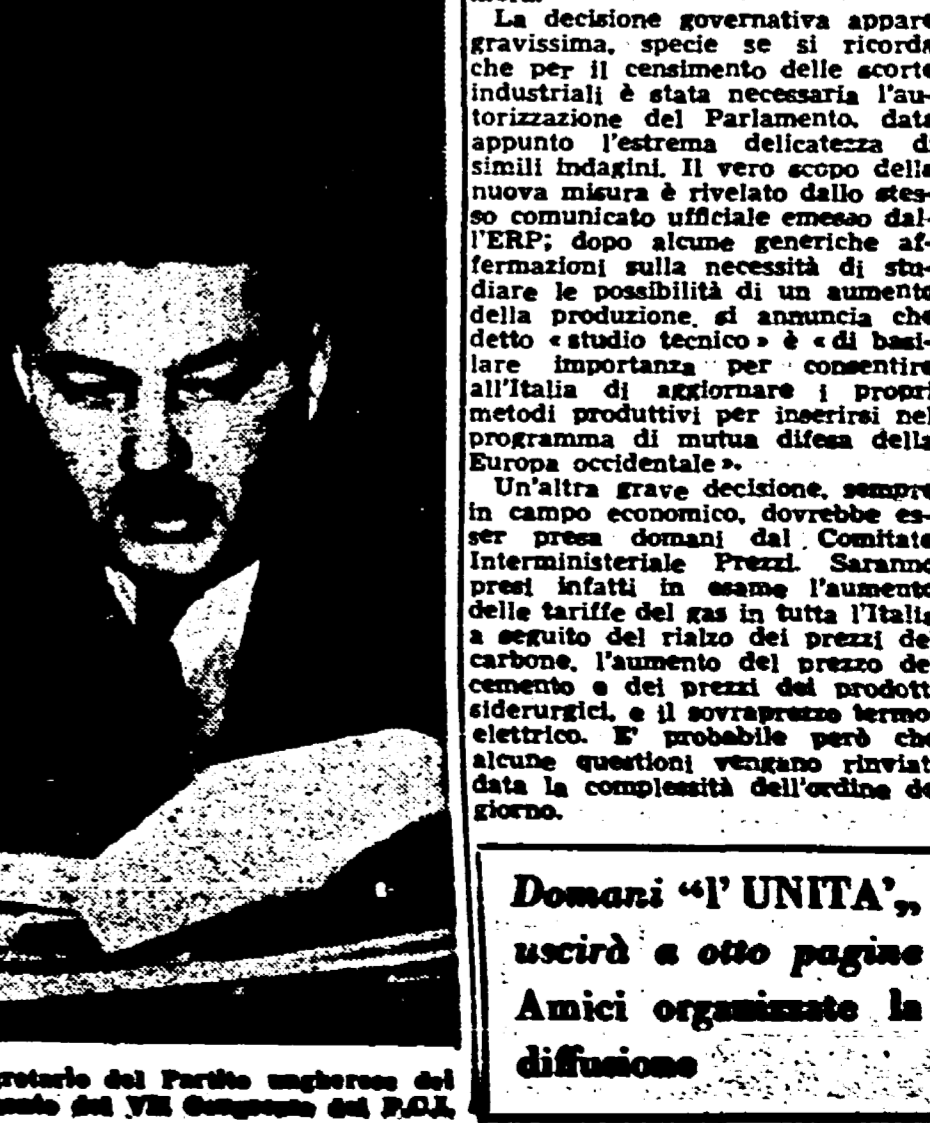 La decisione governativa appare
gravissima, specie se si ricorda
che per il censimento delle scorte
industriali è stata necessaria l'au-
torizzazione del Parlamento, data
appunto l'estrema delicatezza di
simili indagini. Il vero scopo della
nuova misura è rivelato dallo stes-
so comunicato ufficiale emesso dal-
l'ERP; dopo alcune generiche af-
fermazioni sulla necessità di stu-
diare le possibilità di un aumento
della produzione, si annuncia che
detto «studio tecnico» è «di basi-
lare importanza per consentire
all'Italia di aggiornare i propri
metodi produttivi per inserirsi nel
programma di mutua difesa della
Europa occidentale».
Un'altra grave decisione, sempre
in campo economico, dovrebbe es-
ser presa domani dal Comitato
Interministeriale Prezzi. Saranno
presi infatti in esame l'aumento
delle tariffe del gas in tutta l'Italia
a seguito del rialzo dei prezzi de
carbone, l'aumento del prezzo de
cemento e dei prezzi dei prodott
siderurgici, e il sovraprezzo termo-
elettrico. E' probabile però che
alcune questioni vengano rinviat
data la complessità dell'ordine de
giorno.
Domani "l'UNITA'„
uscirà a otto pagine
Amici organizzate la
diffusione
gretario del Partito ungherese dei
del VIII Congresso del P.C.I.